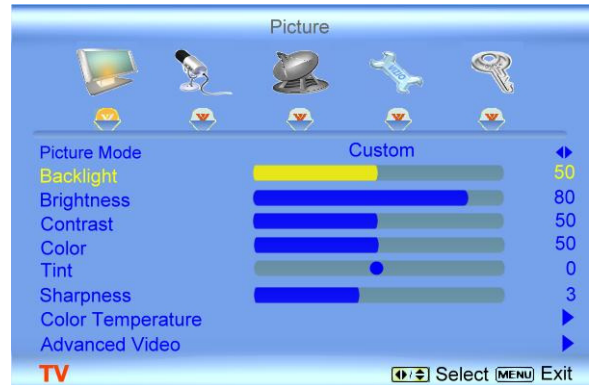 Picture
Picture Mode Custom
Backlight 50
Brightness 80
Contrast 50
Color 50
Tint 0
Sharpness 3
Color Temperature
Advanced Video
TV Select MENU Exit